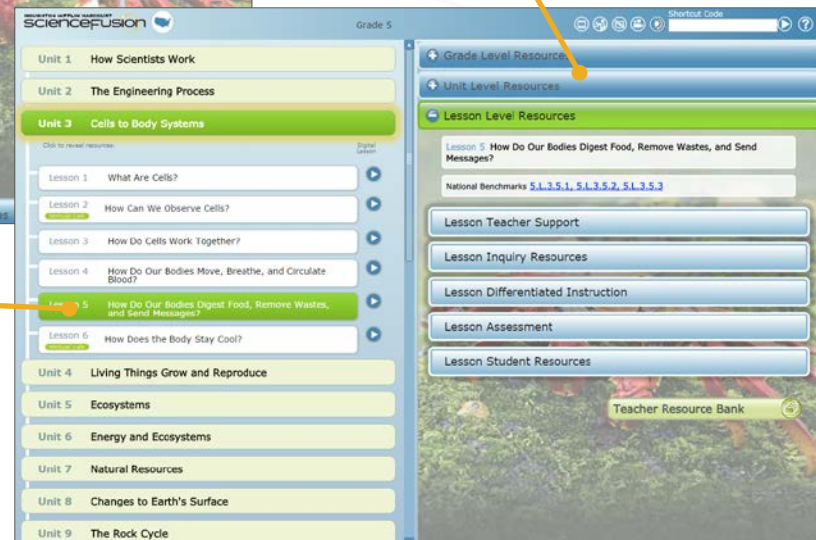 HOUGHTON MIFFLIN HARCOURT
SCIENCEFUSION
Grade 5
Shortcut Code
Unit 1 How Scientists Work
Unit 2 The Engineering Process
Unit 3 Cells to Body Systems
Click to reveal resources.
Digital Lesson
Lesson 1 What Are Cells?
Lesson 2 How Can We Observe Cells?
Lesson 3 How Do Cells Work Together?
Lesson 4 How Do Our Bodies Move, Breathe, and Circulate
Blood?
Lesson 5 How Do Our Bodies Digest Food, Remove Wastes,
and Send Messages?
Lesson 6 How Does the Body Stay Cool?
Unit 4 Living Things Grow and Reproduce
Unit 5 Ecosystems
Unit 6 Energy and Ecosystems
Unit 7 Natural Resources
Unit 8 Changes to Earth's Surface
Unit 9 The Rock Cycle
Grade Level Resources
Unit Level Resources
Lesson Level Resources
Lesson 5 How Do Our Bodies Digest Food, Remove Wastes, and Send
Messages?
National Benchmarks 5.L.3.5.1, 5.L.3.5.2, 5.L.3.5.3
Lesson Teacher Support
Lesson Inquiry Resources
Lesson Differentiated Instruction
Lesson Assessment
Lesson Student Resources
Teacher Resource Bank